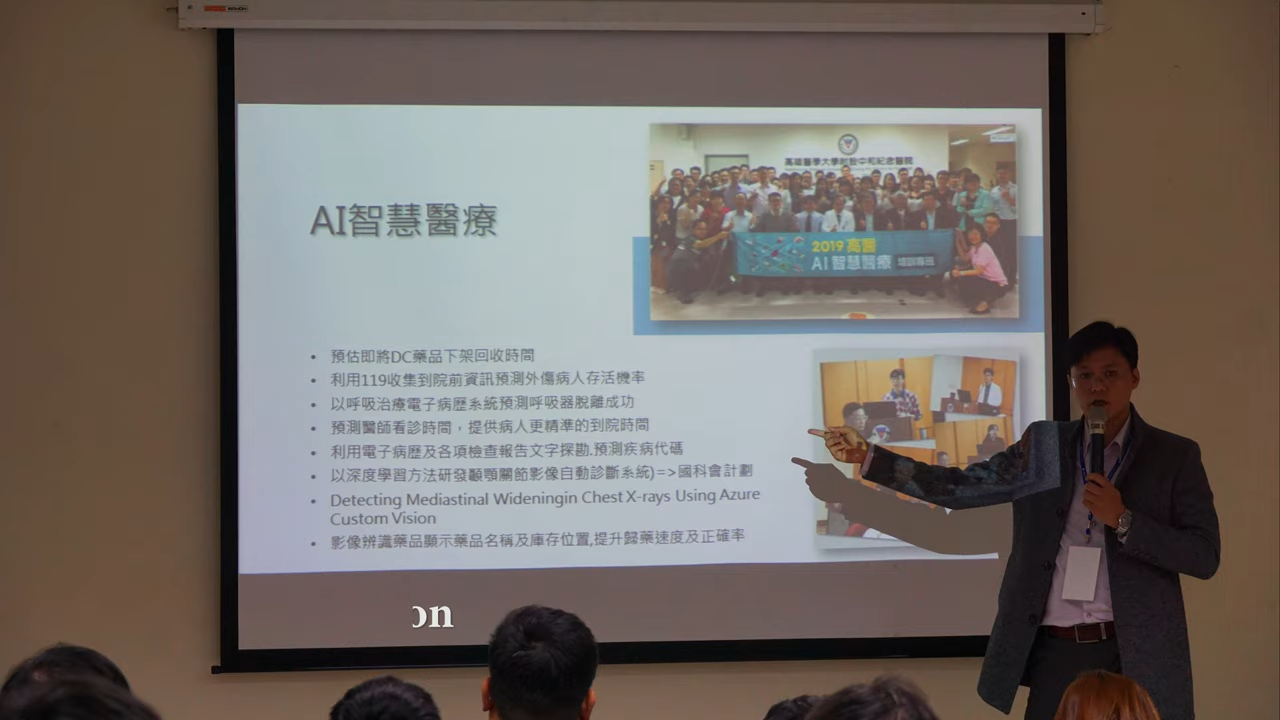 AI智慧醫療
高雄醫學大學附設中和紀念醫院
2019 高醫
AI 智慧醫療 培訓專班
• 預估即將DC藥品下架回收時間
• 利用119收集到院前資訊預測外傷病人存活機率
• 以呼吸治療電子病歷系統預測呼吸器脫離成功
• 預測醫師看診時間，提供病人更精準的到院時間
• 利用電子病歷及各項檢查報告文字探勘,預測疾病代碼
• 以深度學習方法研發顳顎關節影像自動診斷系統)=>國科會計劃
• Detecting Mediastinal Wideningin Chest X-rays Using Azure
Custom Vision
• 影像辨識藥品顯示藥品名稱及庫存位置,提升歸藥速度及正確率
on